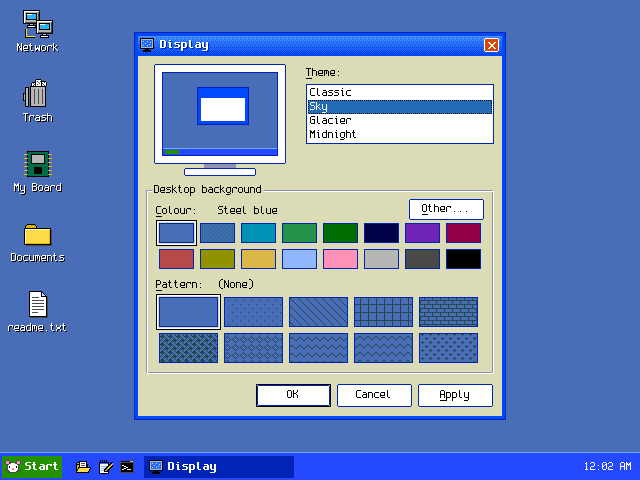 Network
Trash
My Board
Documents
readme.txt
Display
Theme:
Classic
Sky
Glacier
Midnight
Desktop background
Colour: Steel blue
Other...
Pattern: (None)
OK Cancel Apply
Start Display 12:02 AM